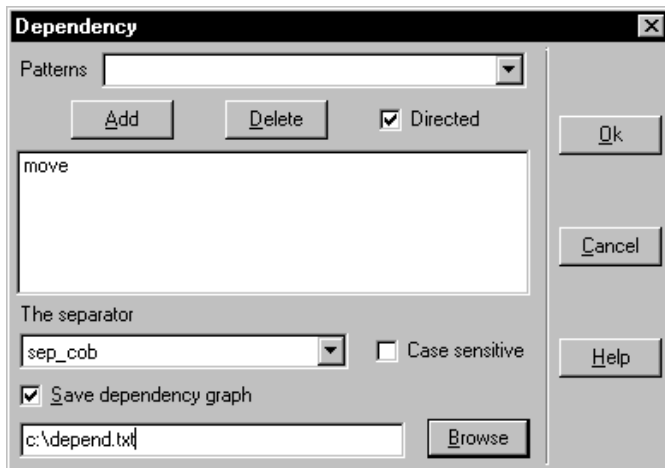 Dependency
Patterns
Add Delete Directed
Ok
move
Cancel
The separator
sep_cob Case sensitive
Help
Save dependency graph
c:\depend.txt Browse